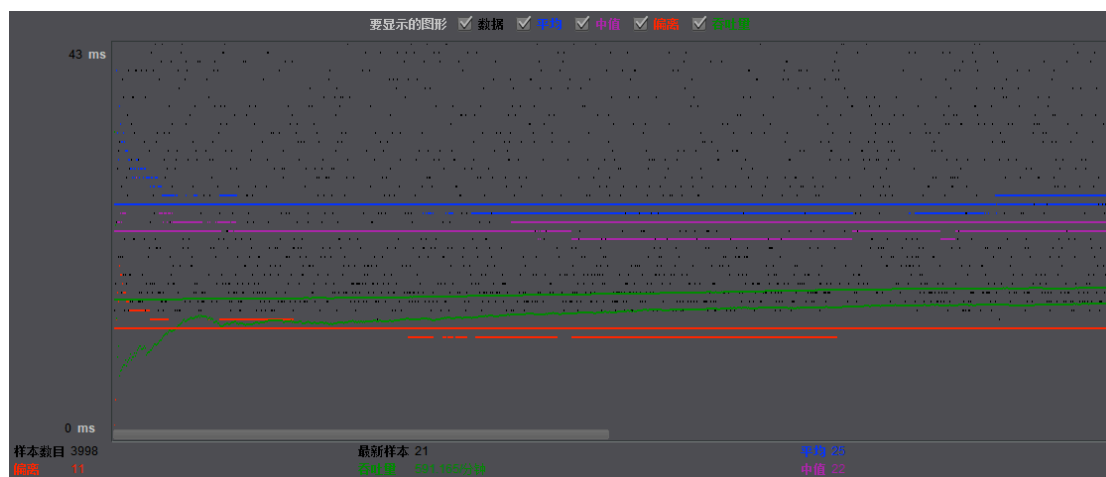 要显示的图形 数据 平均 中值 偏离 吞吐量
43 ms
0 ms
样本数目 3998 最新样本 21 平均 25
偏离 11 吞吐量 中值 22